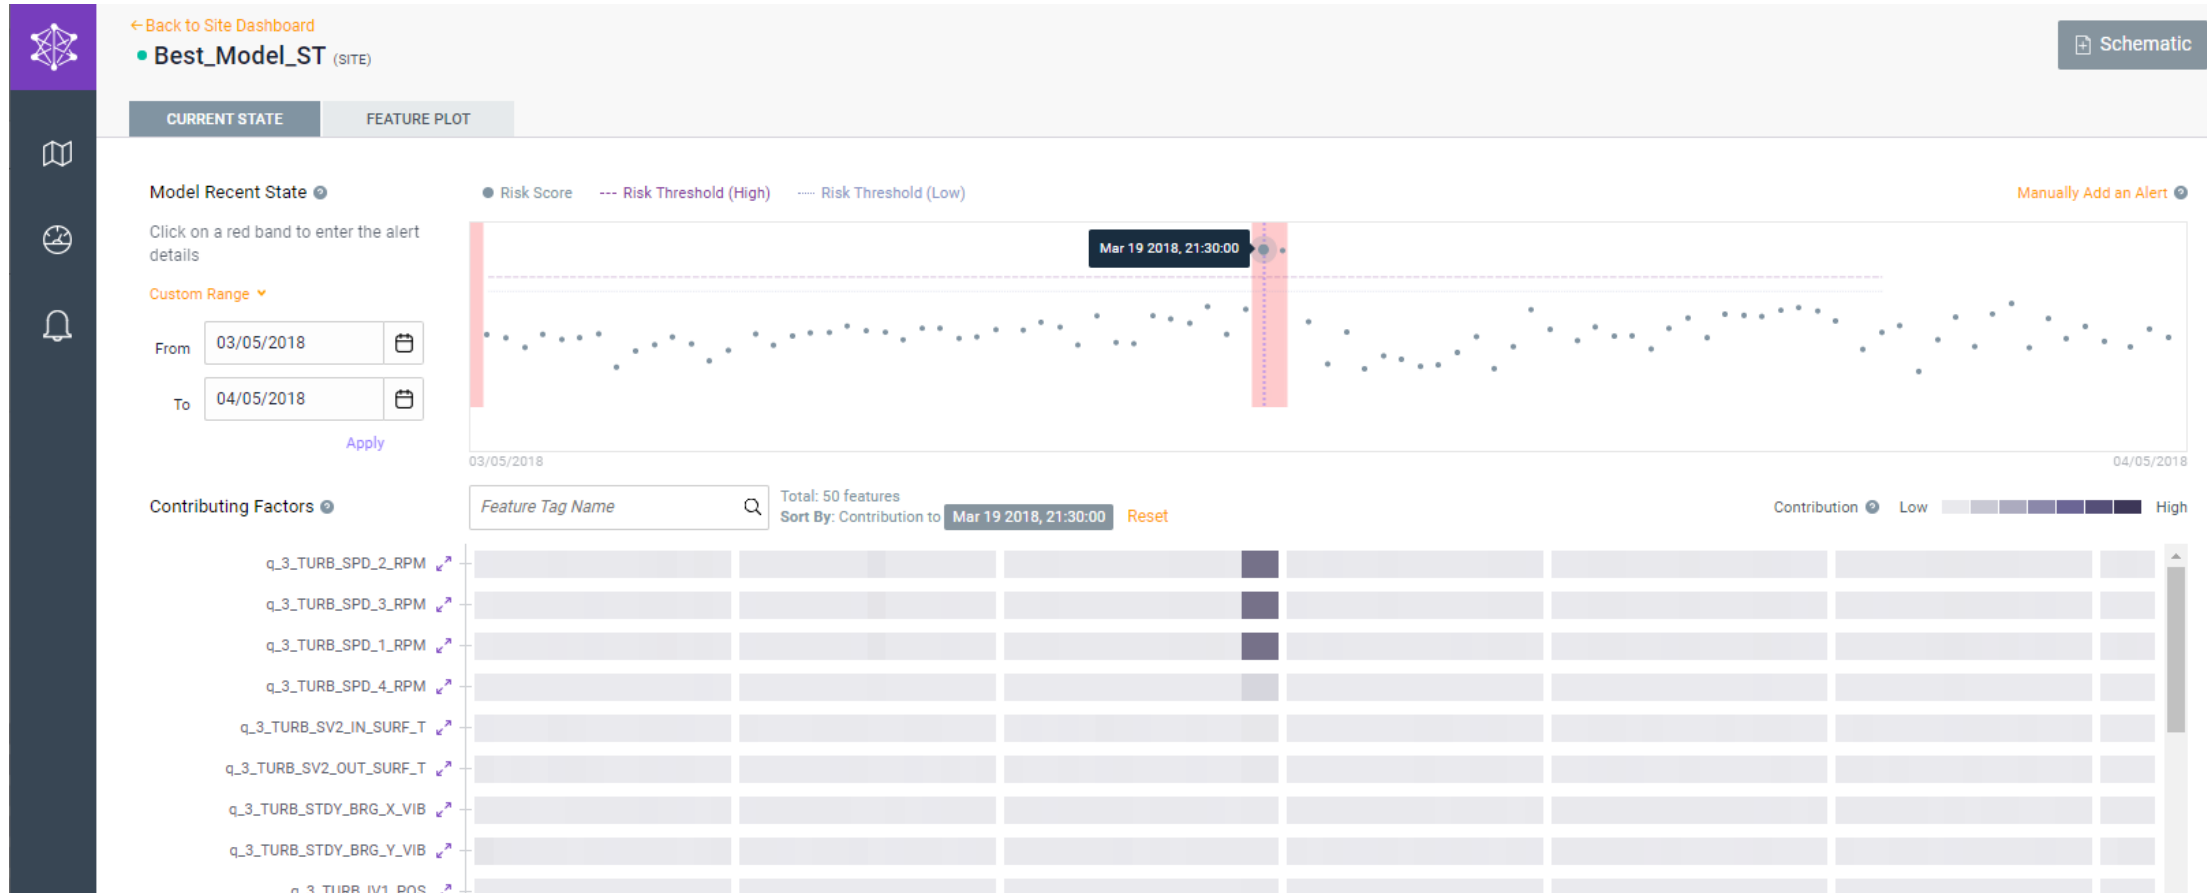 ←Back to Site Dashboard
Best_Model_ST (SITE)
Schematic
CURRENT STATE
FEATURE PLOT
Model Recent State
Risk Score
Risk Threshold (High)
Risk Threshold (Low)
Manually Add an Alert
Click on a red band to enter the alert
details
Mar 19 2018, 21:30:00
Custom Range
From
03/05/2018
To
04/05/2018
Apply
03/05/2018
04/05/2018
Contributing Factors
Feature Tag Name
Total: 50 features
Sort By: Contribution to Mar 19 2018, 21:30:00 Reset
Contribution
Low
High
q_3_TURB_SPD_2_RPM
q_3_TURB_SPD_3_RPM
q_3_TURB_SPD_1_RPM
q_3_TURB_SPD_4_RPM
q_3_TURB_SV2_IN_SURF_T
q_3_TURB_SV2_OUT_SURF_T
q_3_TURB_STDY_BRG_X_VIB
q_3_TURB_STDY_BRG_Y_VIB
q_3_TURB_IV1_POS